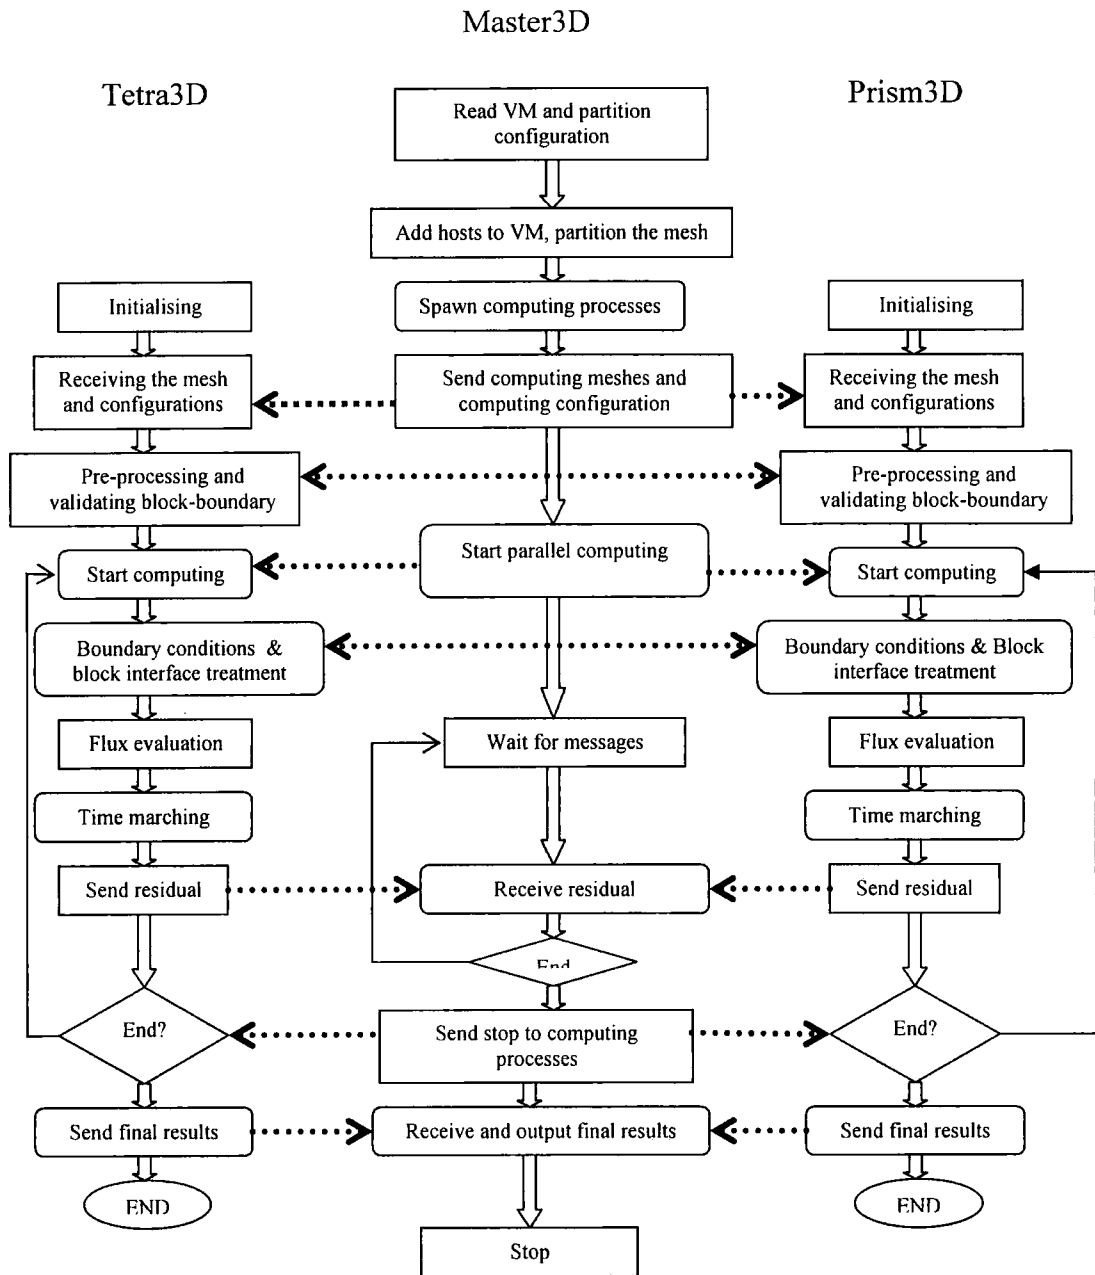 Master3D
Tetra3D
Prism3D
Read VM and partition
configuration
Add hosts to VM, partition the mesh
Spawn computing processes
Send computing meshes and
computing configuration
Start parallel computing
Wait for messages
Receive residual
End
Send stop to computing
processes
Receive and output final results
Stop
Initialising
Receiving the mesh
and configurations
Pre-processing and
validating block-boundary
Start computing
Boundary conditions &
block interface treatment
Flux evaluation
Time marching
Send residual
End?
Send final results
END
Initialising
Receiving the mesh
and configurations
Pre-processing and
validating block-boundary
Start computing
Boundary conditions & Block
interface treatment
Flux evaluation
Time marching
Send residual
End?
Send final results
END